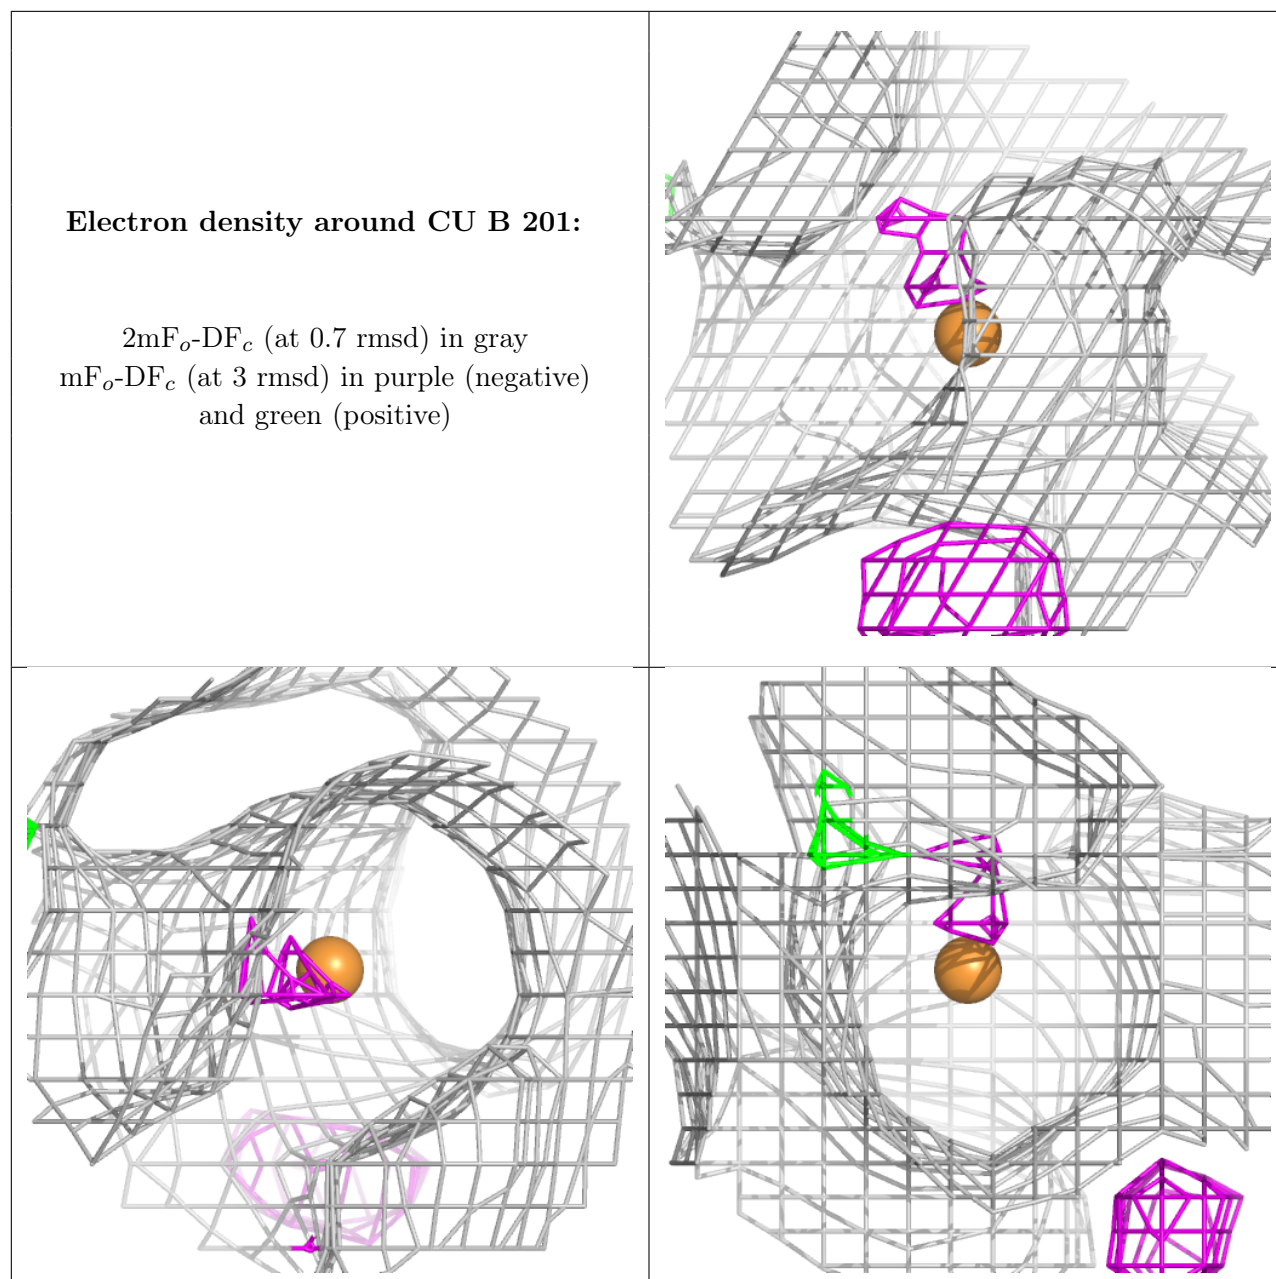 Electron density around CU B 201:
2mFo-DFc (at 0.7 rmsd) in gray
mFo-DFc (at 3 rmsd) in purple (negative)
and green (positive)